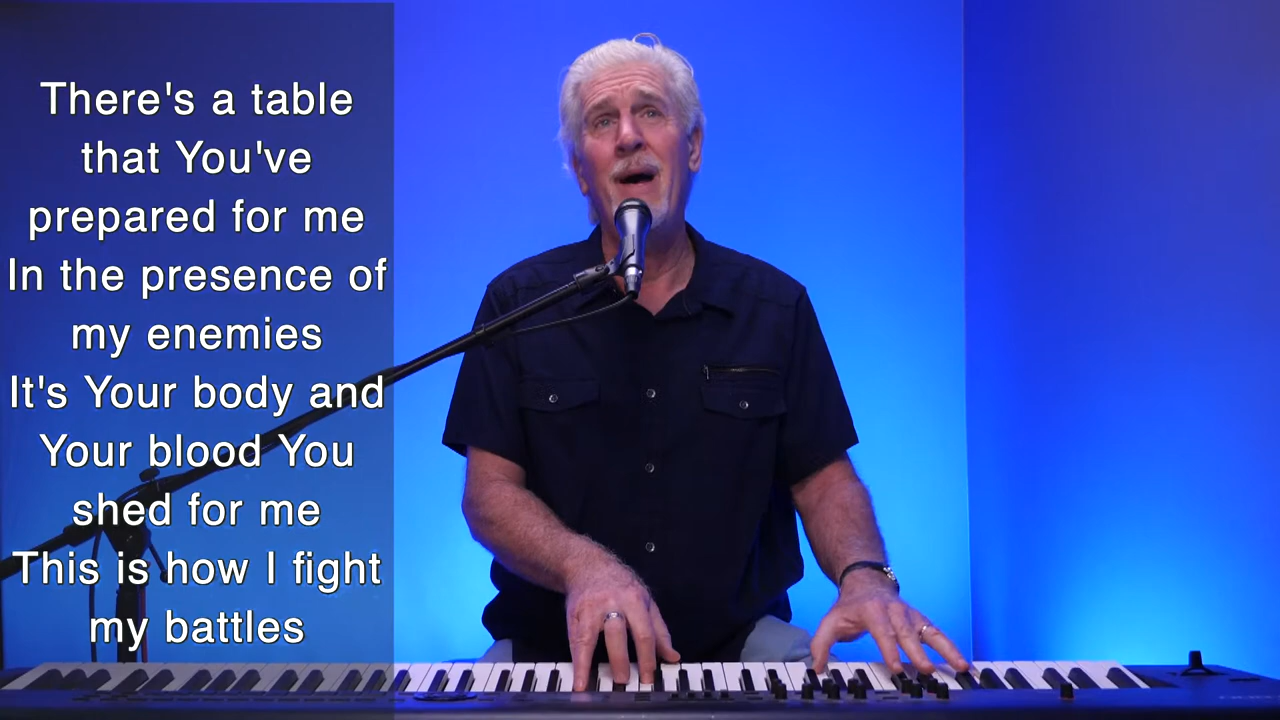 There's a table
that You've
prepared for me
In the presence of
my enemies
It's Your body and
Your blood You
shed for me
This is how I fight
my battles